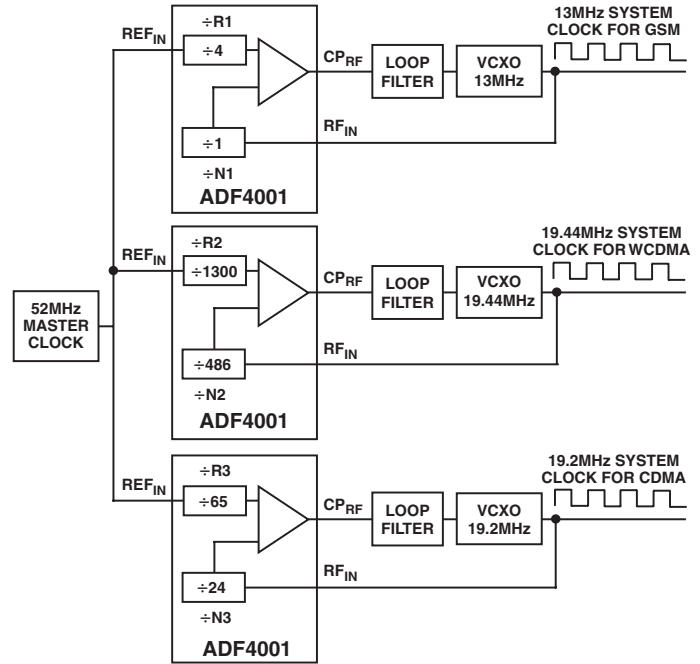 13MHz SYSTEM
CLOCK FOR GSM
÷R1
REFIN
÷4
CPRF
LOOP
FILTER
VCXO
13MHz
RFIN
÷1
÷N1
ADF4001
19.44MHz SYSTEM
CLOCK FOR WCDMA
÷R2
REFIN
÷1300
CPRF
LOOP
FILTER
VCXO
19.44MHz
52MHz
MASTER
CLOCK
RFIN
÷486
÷N2
ADF4001
19.2MHz SYSTEM
CLOCK FOR CDMA
÷R3
REFIN
÷65
CPRF
LOOP
FILTER
VCXO
19.2MHz
RFIN
÷24
÷N3
ADF4001